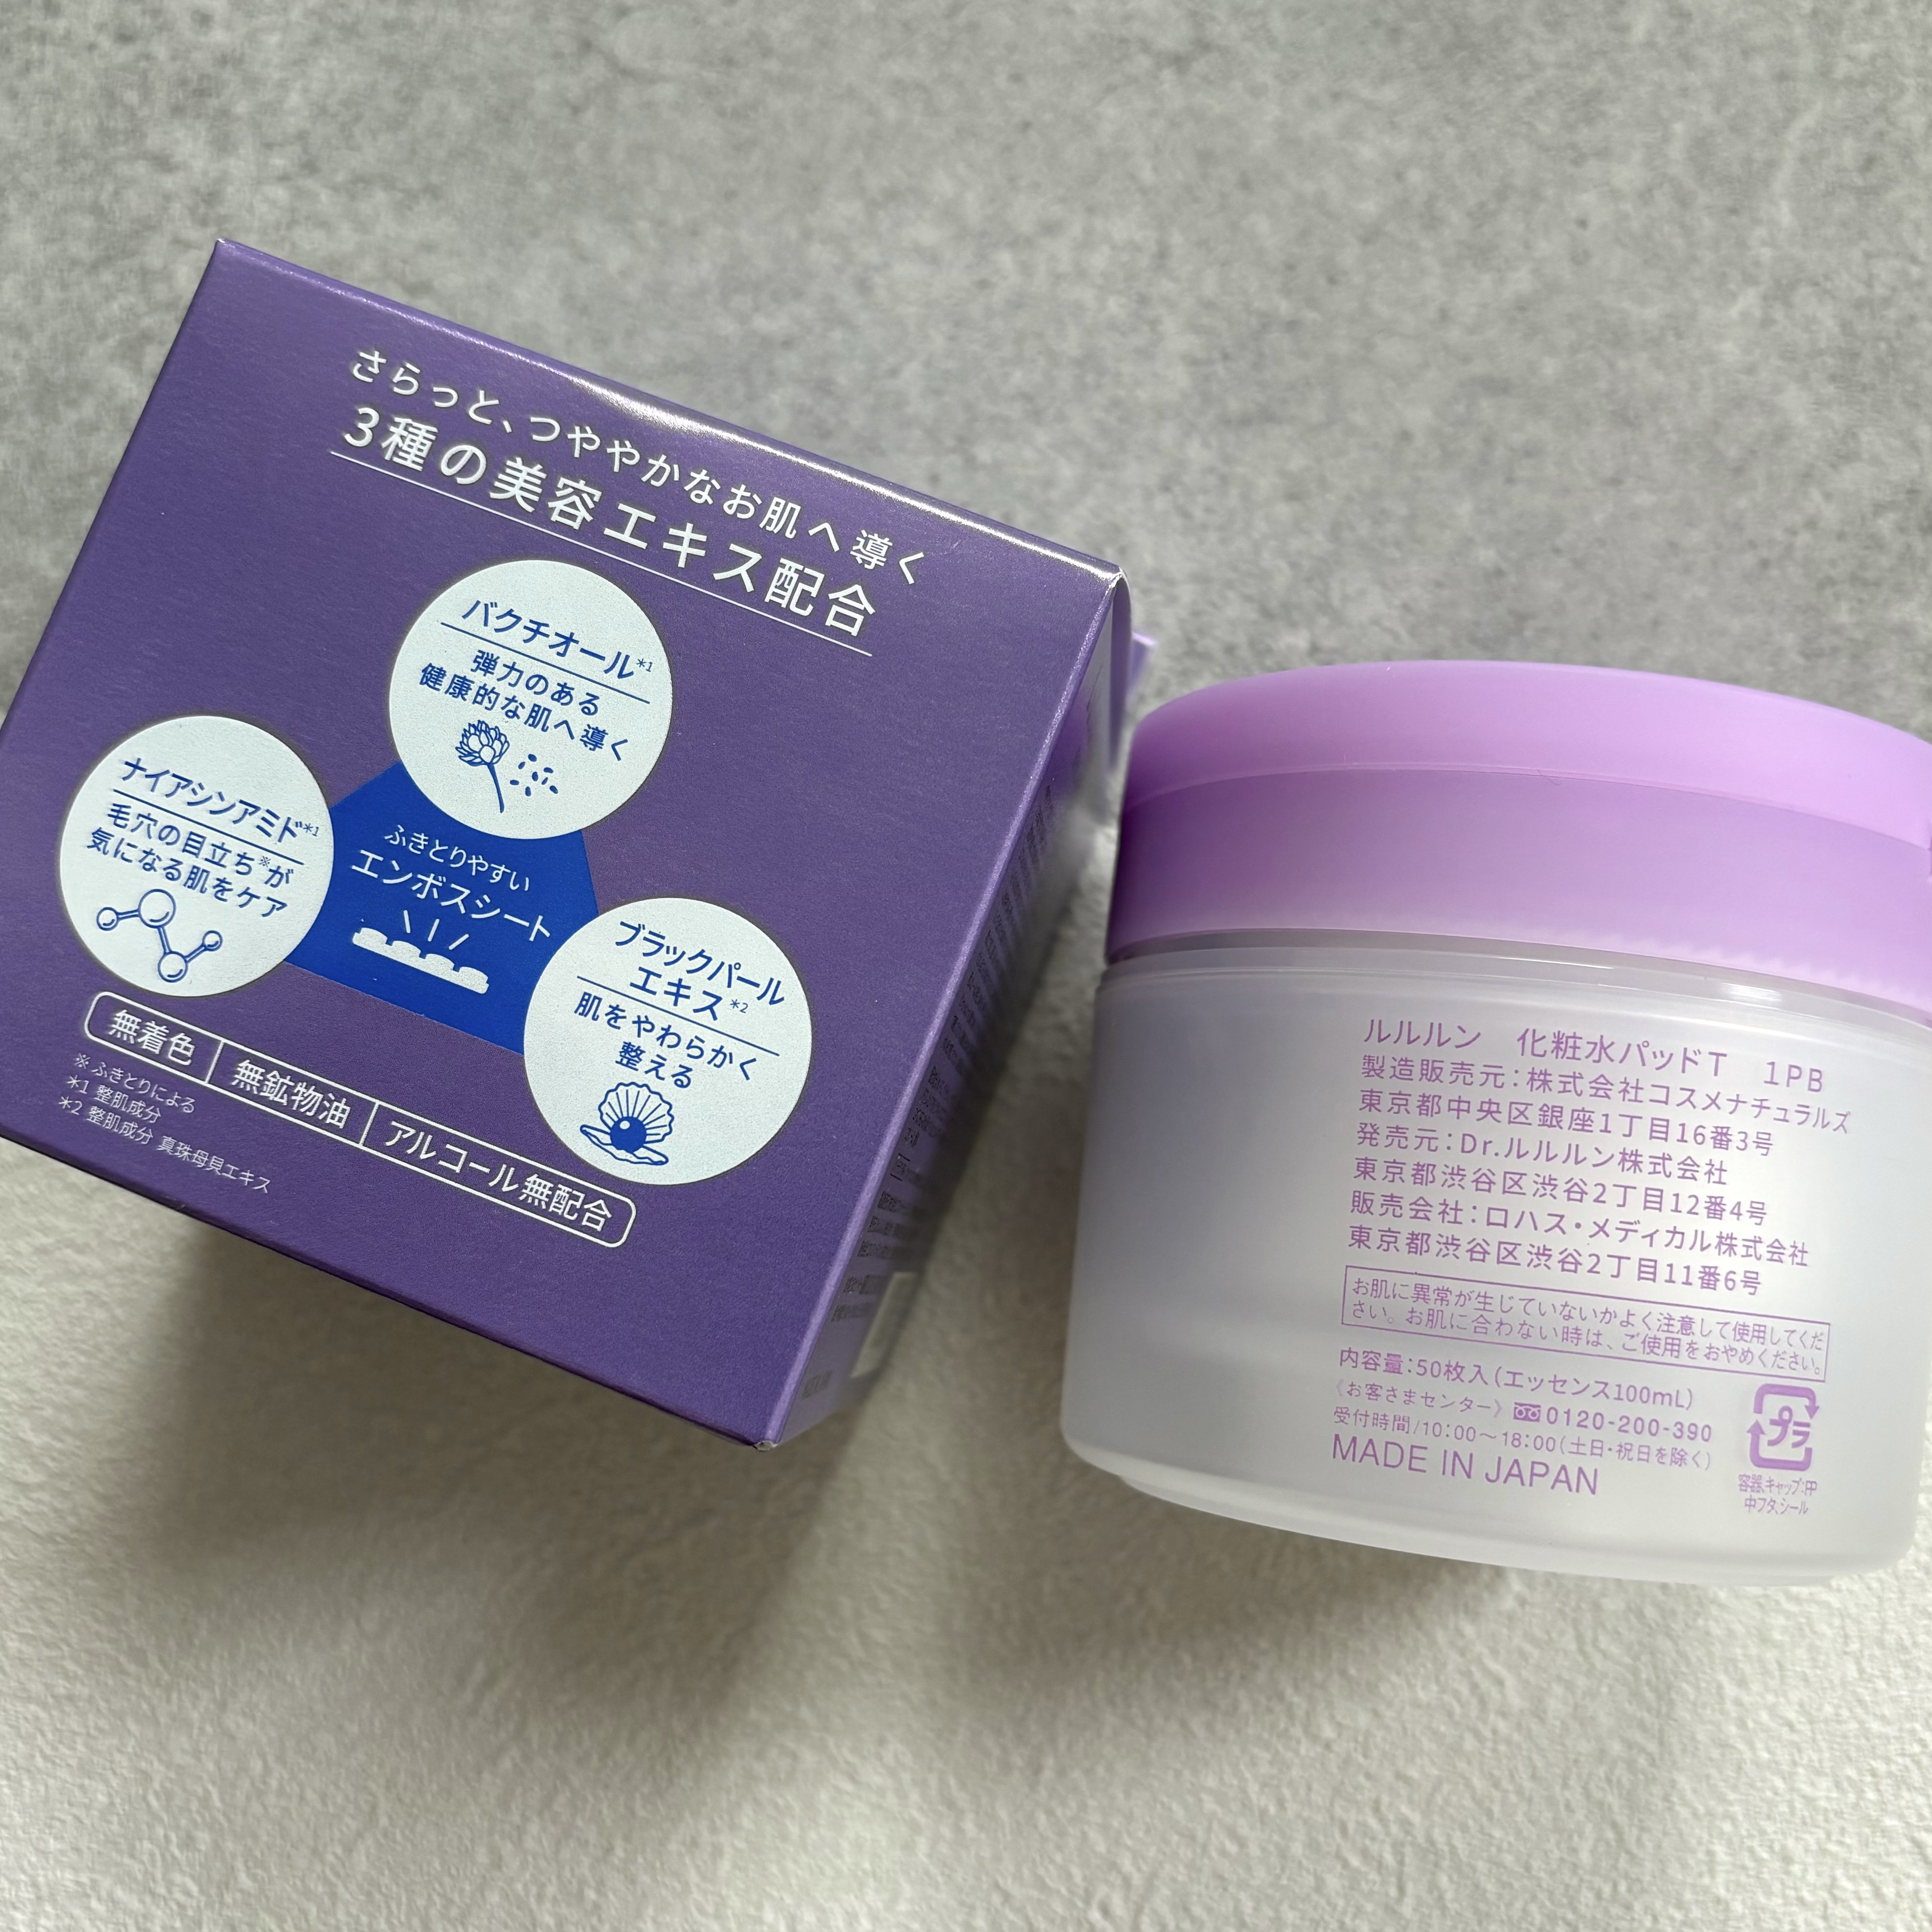 さらっと、つややかなお肌へ導く
3種の美容エキス配合
バクチオール*1
弾力のある
健康的な肌へ導く
ナイアシンアミド*1
毛穴の目立ち※が
気になる肌をケア
ふきとりやすい
エンボスシート
ブラックパール
エキス*2
肌をやわらかく
整える
無着色 無鉱物油 アルコール無配合
※ ふきとりによる
*1 整肌成分
*2 整肌成分 真珠母貝エキス
ルルルン 化粧水パッドT 1PB
製造販売元:株式会社コスメナチュラルズ
東京都中央区銀座1丁目16番3号
発売元:Dr.ルルルン株式会社
東京都渋谷区渋谷2丁目12番4号
販売会社:ロハス・メディカル株式会社
東京都渋谷区渋谷2丁目11番6号
お肌に異常が生じていないかよく注意して使用してくだ
さい。お肌に合わない時は、ご使用をおやめください。
内容量:50枚入(エッセンス100mL)
《お客さまセンター》0120-200-390
受付時間/10:00〜18:00(土日・祝日を除く)
MADE IN JAPAN
プラ
容器,キャップ:PP
中フタ,シール